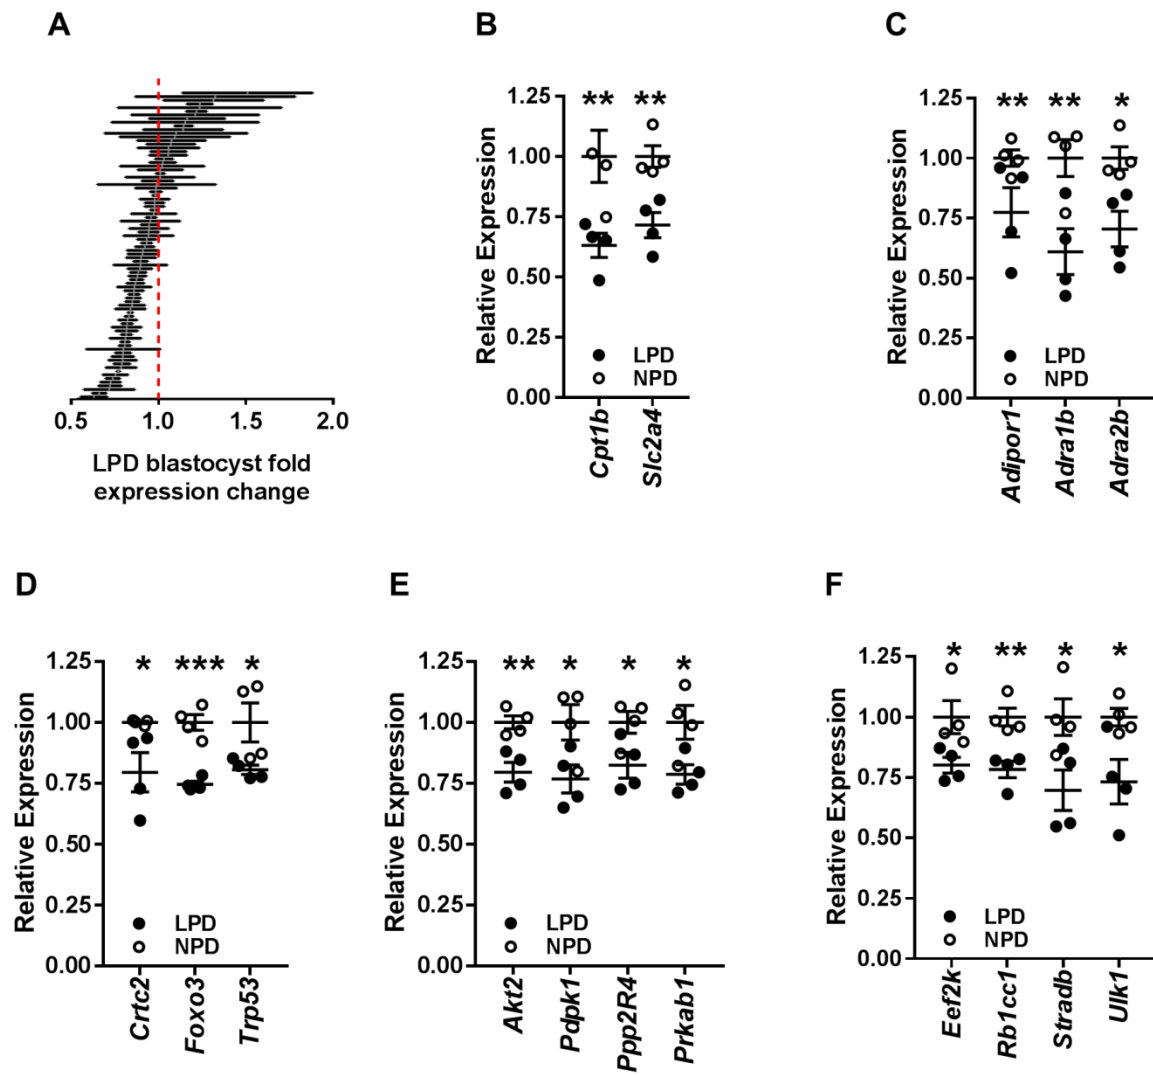 A
0.5 1.0 1.5 2.0
LPD blastocyst fold
expression change
B
** **
Relative Expression
1.25
1.00
0.75
0.50
0.25
0.00
LPD
NPD
Cpt1b
Slc2a4
C
** ** *
Relative Expression
1.25
1.00
0.75
0.50
0.25
0.00
LPD
NPD
Adipor1
Adra1b
Adra2b
D
* *** *
Relative Expression
1.25
1.00
0.75
0.50
0.25
0.00
LPD
NPD
Crtc2
Foxo3
Trp53
E
** * * *
Relative Expression
1.25
1.00
0.75
0.50
0.25
0.00
LPD
NPD
Akt2
Pdpk1
Ppp2R4
Prkab1
F
* ** * *
Relative Expression
1.25
1.00
0.75
0.50
0.25
0.00
LPD
NPD
Eef2k
Rb1cc1
Stradb
Ulk1